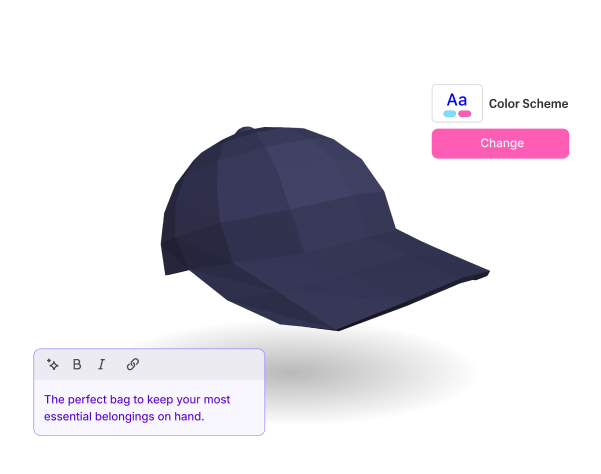 Aa
Color Scheme
Change
B I
The perfect bag to keep your most
essential belongings on hand.